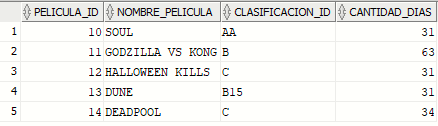 PELICULA_ID NOMBRE_PELICULA CLASIFICACION_ID CANTIDAD_DIAS
1 10 SOUL AA 31
2 11 GODZILLA VS KONG B 63
3 12 HALLOWEEN KILLS C 31
4 13 DUNE B15 31
5 14 DEADPOOL C 34